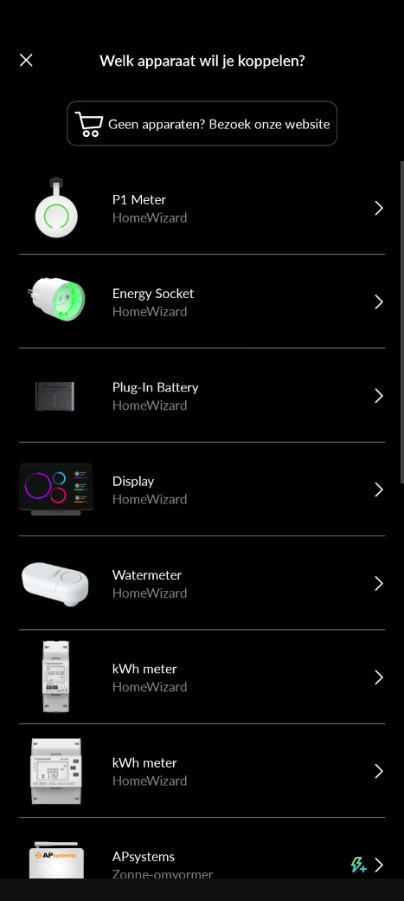 Welk apparaat wil je koppelen?
Geen apparaten? Bezoek onze website
P1 Meter
HomeWizard
Energy Socket
HomeWizard
Plug-In Battery
HomeWizard
Display
HomeWizard
Watermeter
HomeWizard
kWh meter
HomeWizard
kWh meter
HomeWizard
APsystems
APsystems
Zonne-omvormer